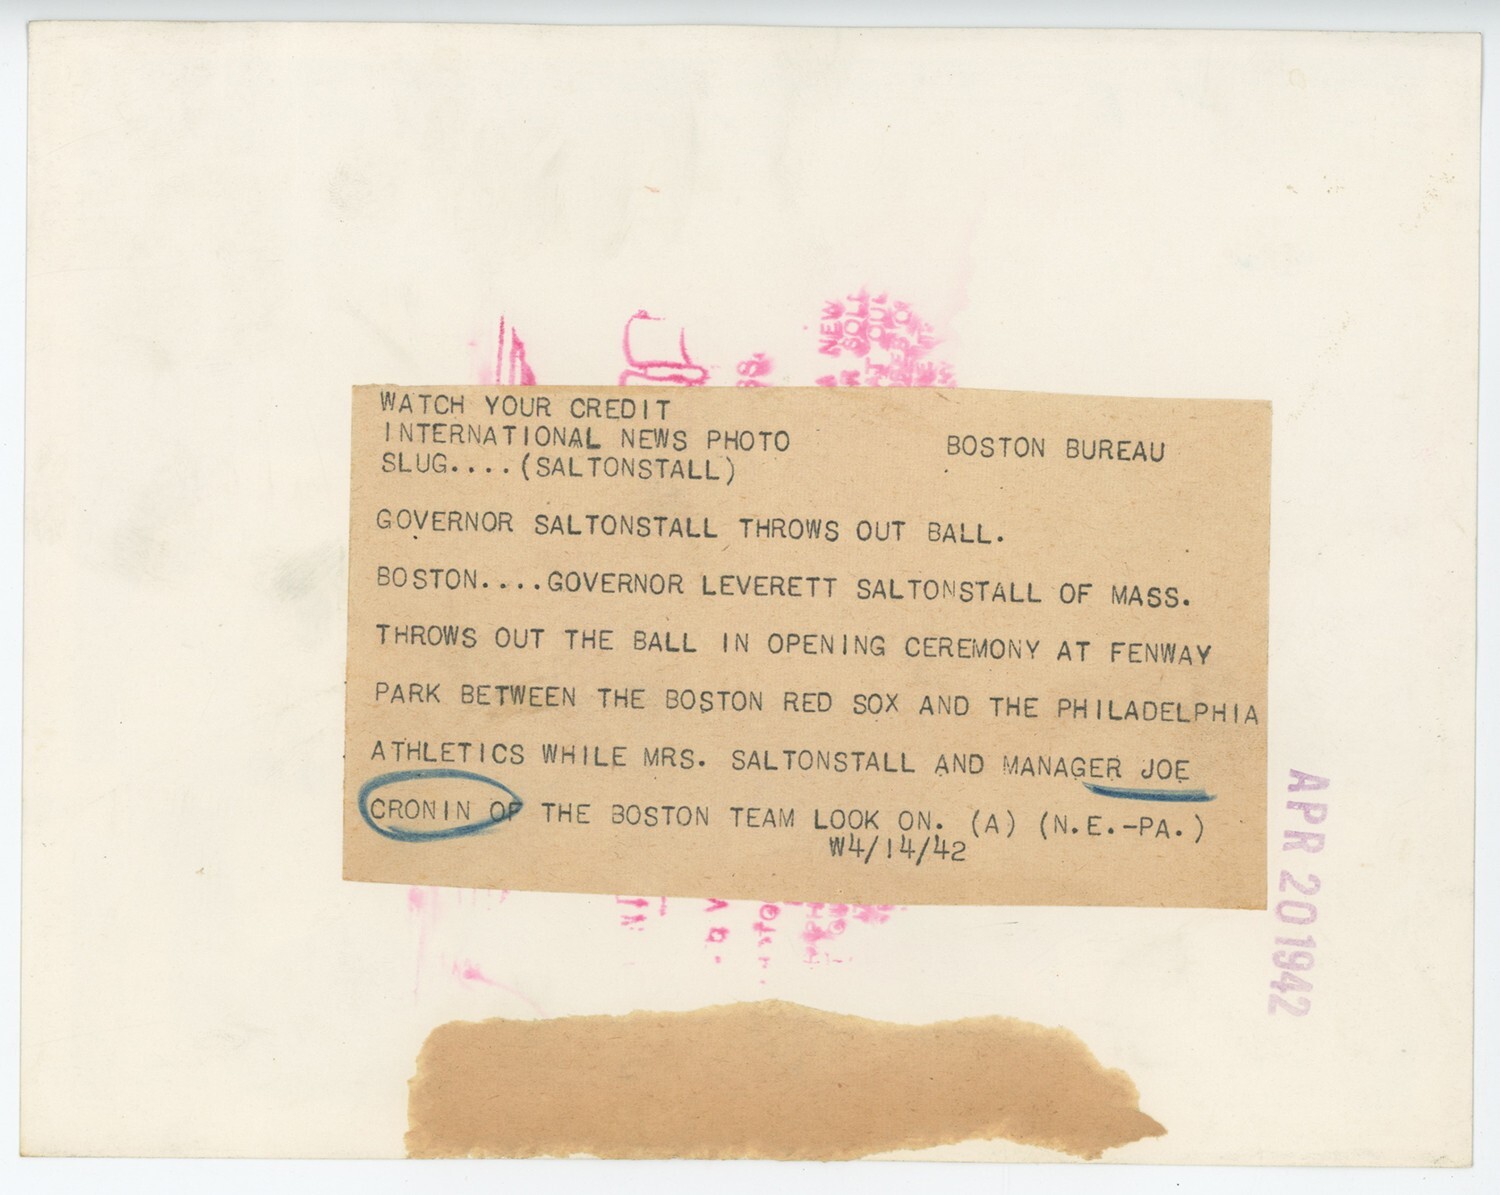 NEW
WATCH YOUR CREDIT
INTERNATIONAL NEWS PHOTO BOSTON BUREAU
SLUG....(SALTONSTALL)
GOVERNOR SALTONSTALL THROWS OUT BALL.
BOSTON....GOVERNOR LEVERETT SALTONSTALL OF MASS.
THROWS OUT THE BALL IN OPENING CEREMONY AT FENWAY
PARK BETWEEN THE BOSTON RED SOX AND THE PHILADELPHIA
ATHLETICS WHILE MRS. SALTONSTALL AND MANAGER JOE
CRONIN OF THE BOSTON TEAM LOOK ON. (A) (N.E.-PA.)
W4/14/42
APR 20 1942